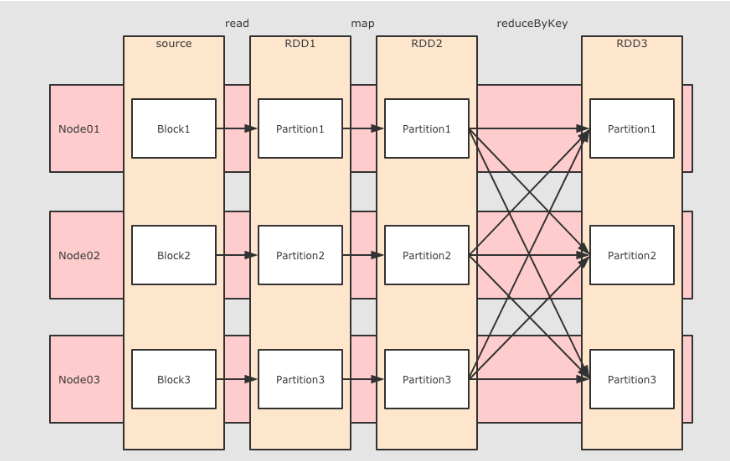 read map reduceByKey
source RDD1 RDD2 RDD3
Node01 Block1 Partition1 Partition1 Partition1
Node02 Block2 Partition2 Partition2 Partition2
Node03 Block3 Partition3 Partition3 Partition3